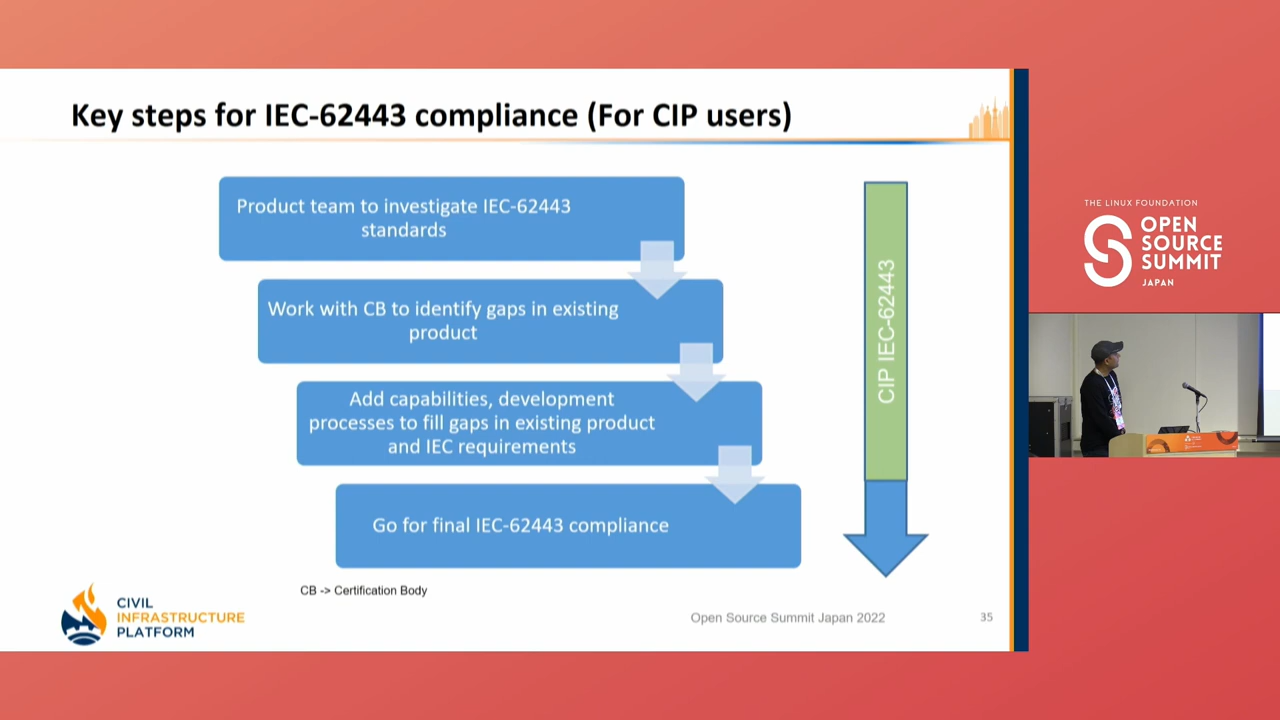 Key steps for IEC-62443 compliance (For CIP users)
Product team to investigate IEC-62443
standards
Work with CB to identify gaps in existing
product
Add capabilities, development
processes to fill gaps in existing product
and IEC requirements
Go for final IEC-62443 compliance
CIP IEC-62443
CB -> Certification Body
CIVIL
INFRASTRUCTURE
PLATFORM
Open Source Summit Japan 2022
35
THE LINUX FOUNDATION
OPEN
SOURCE
SUMMIT
JAPAN